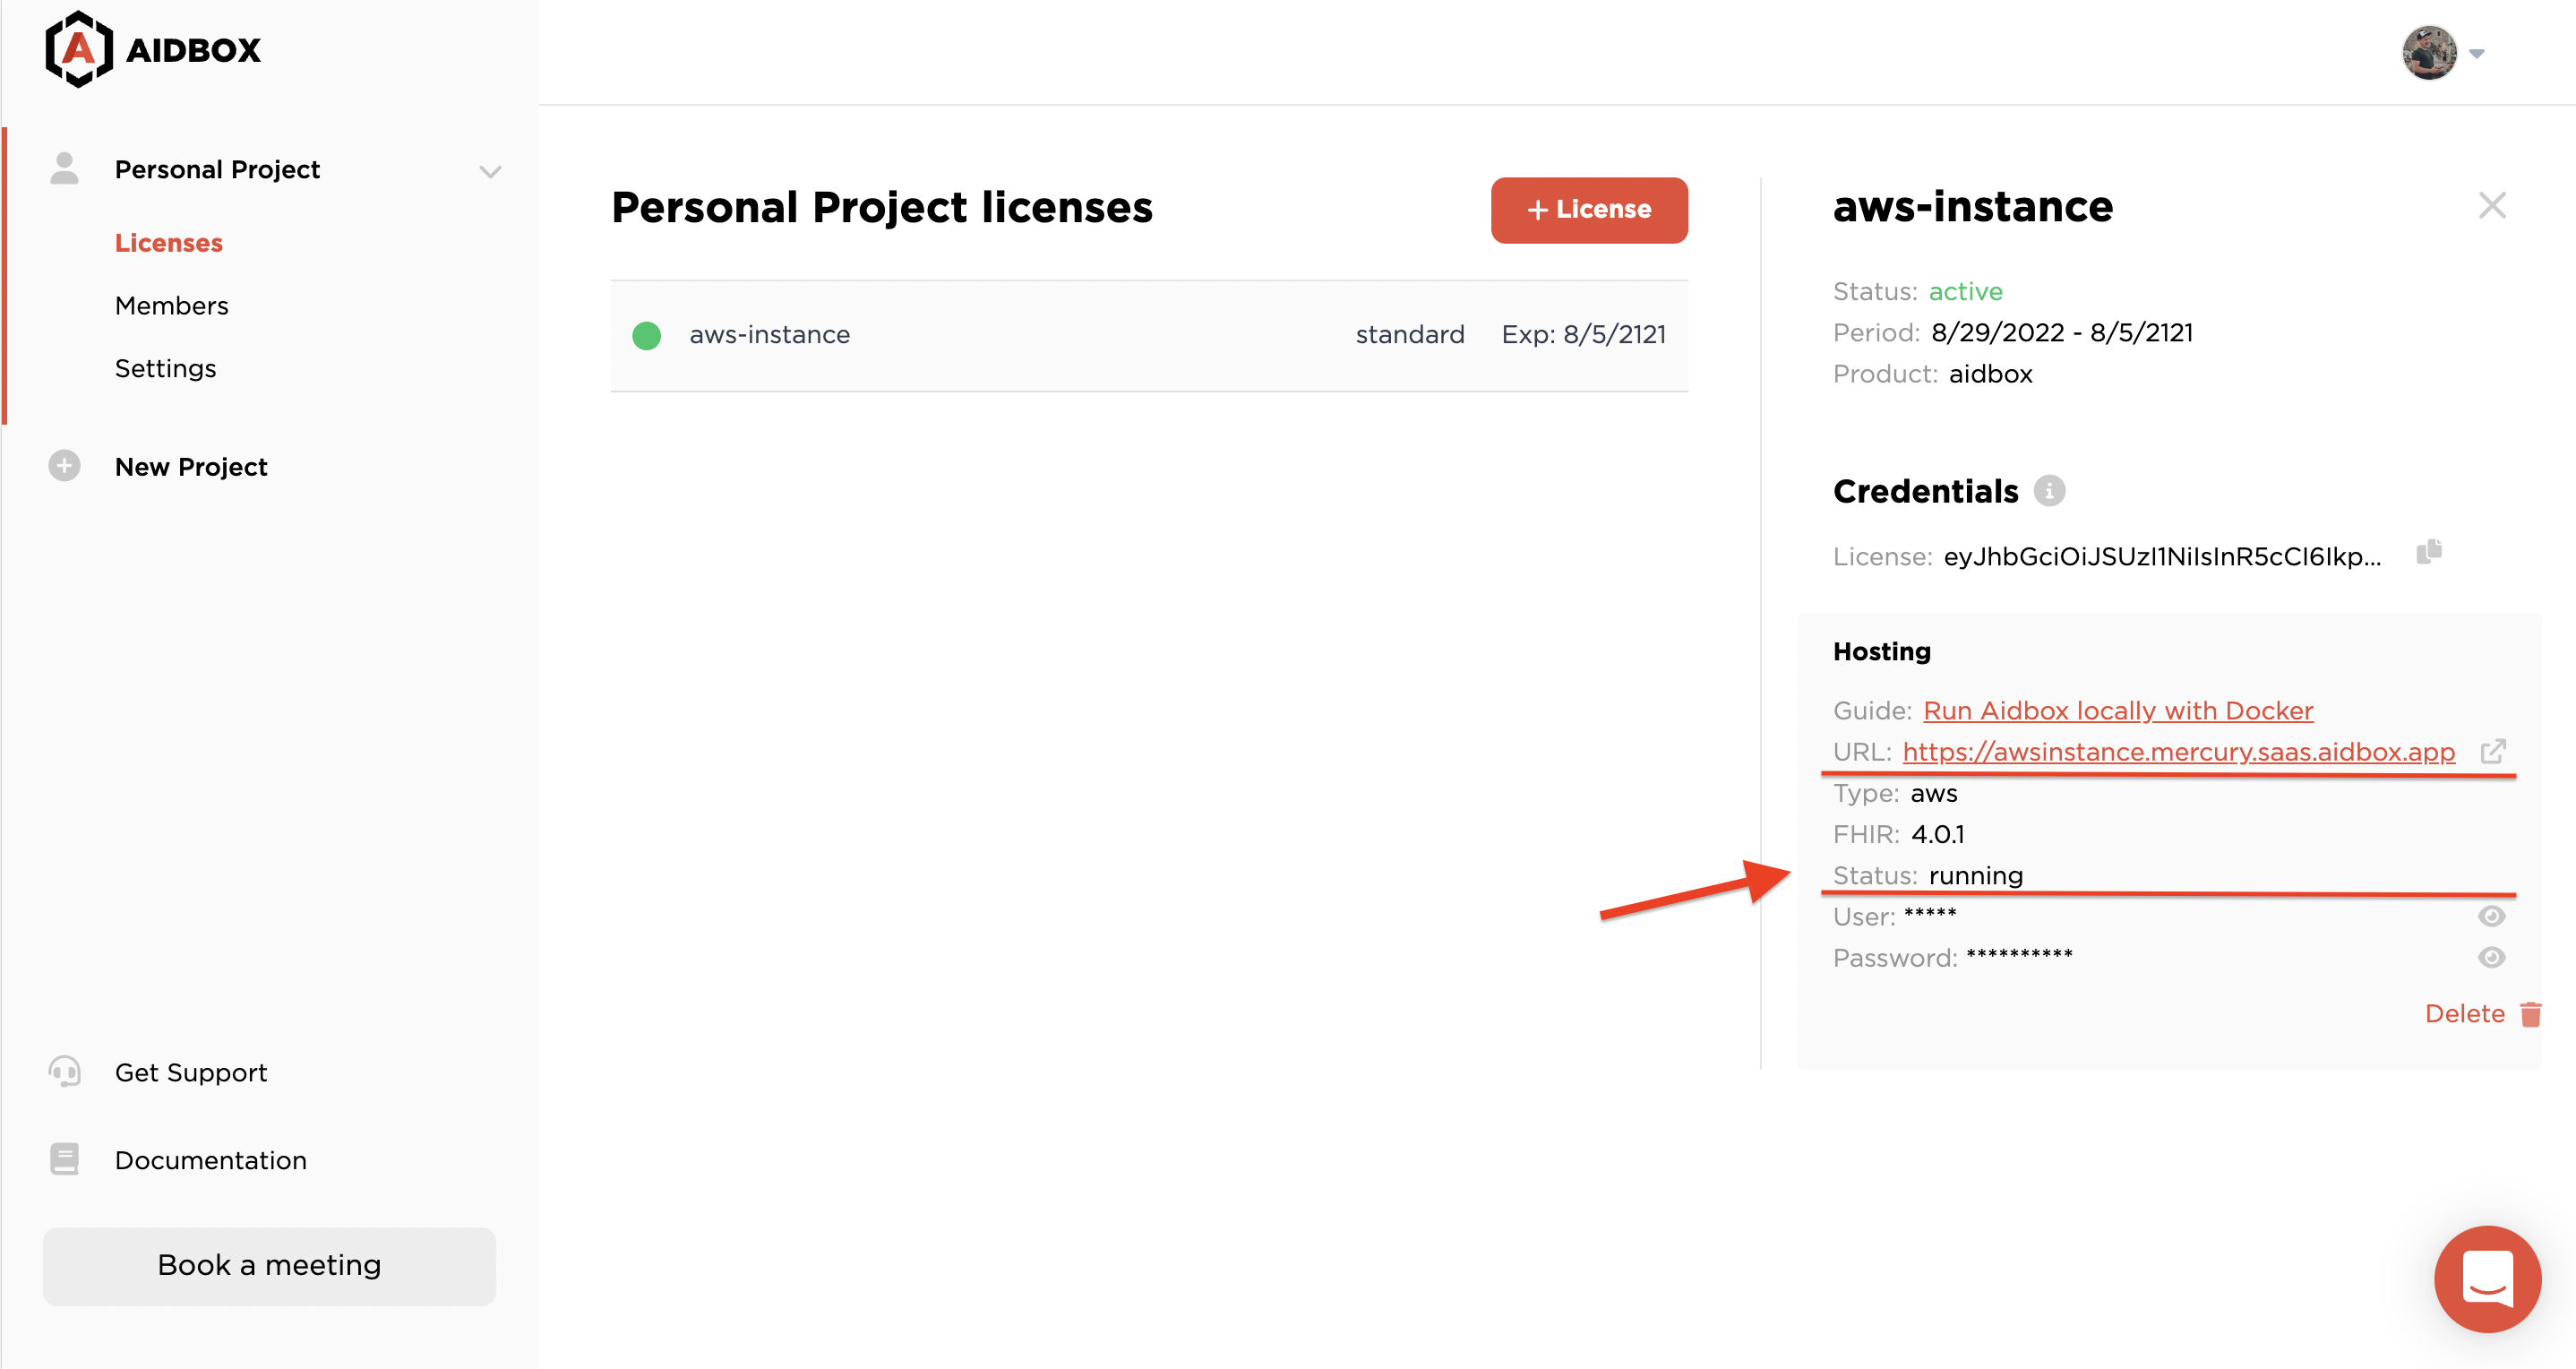 AIDBOX
Personal Project
Licenses
Members
Settings
New Project
Get Support
Documentation
Book a meeting
Personal Project licenses
+ License
aws-instance standard Exp: 8/5/2121
aws-instance
Status: active
Period: 8/29/2022 - 8/5/2121
Product: aidbox
Credentials
License: eyJhbGciOiJSUzI1NiIsInR5cCI6Ikp...
Hosting
Guide: Run Aidbox locally with Docker
URL: https://awsinstance.mercury.saas.aidbox.app
Type: aws
FHIR: 4.0.1
Status: running
User: *****
Password: **********
Delete